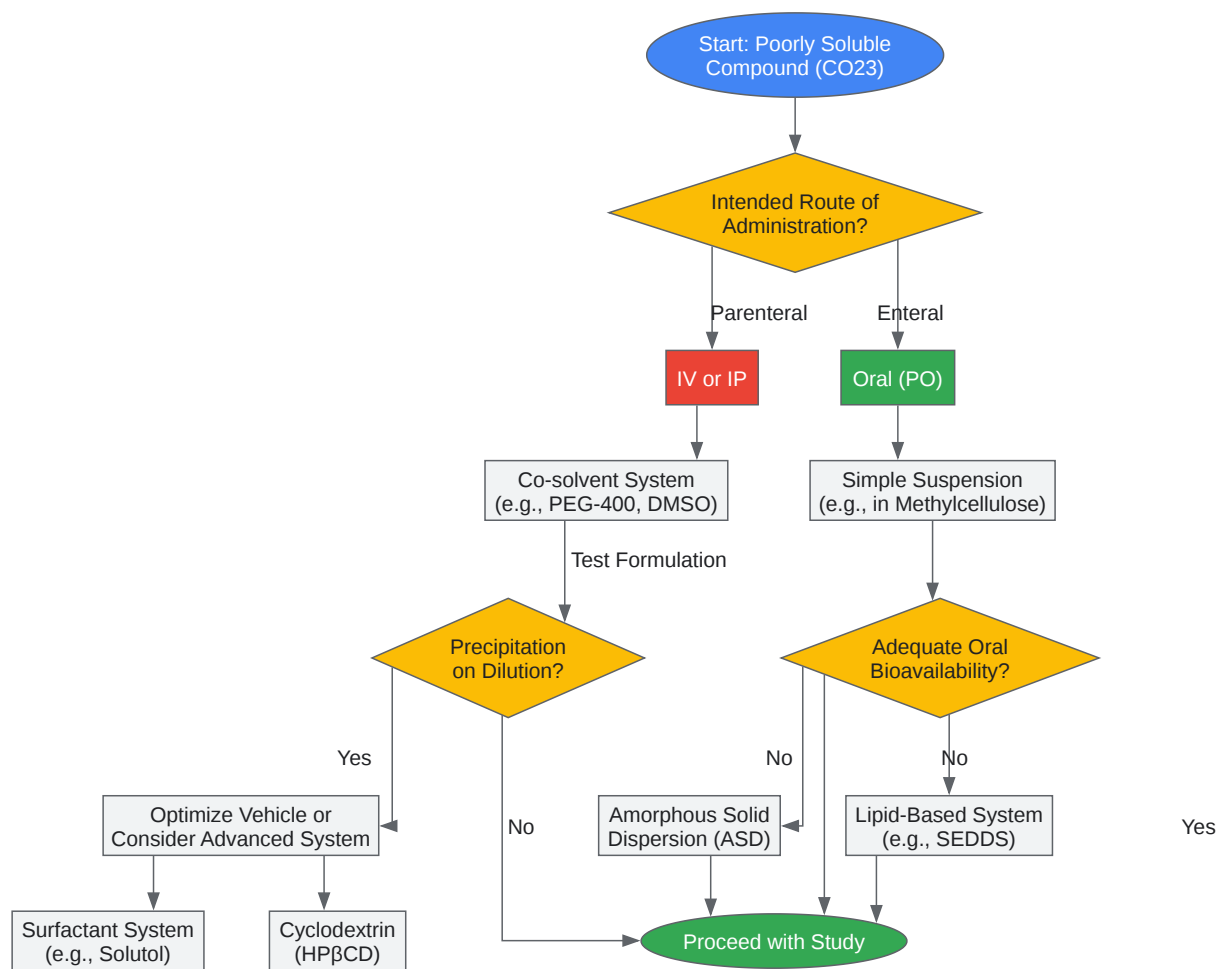 Start: Poorly Soluble
Compound (CO23)
Intended Route of
Administration?
Parenteral
Enteral
IV or IP
Oral (PO)
Co-solvent System
(e.g., PEG-400, DMSO)
Simple Suspension
(e.g., in Methylcellulose)
Test Formulation
Precipitation
on Dilution?
Adequate Oral
Bioavailability?
Yes
No
No
Optimize Vehicle or
Consider Advanced System
No
Amorphous Solid
Dispersion (ASD)
Lipid-Based System
(e.g., SEDDS)
Yes
Surfactant System
(e.g., Solutol)
Cyclodextrin
(HPβCD)
Proceed with Study